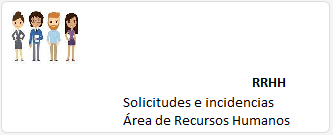 RRHH
Solicitudes e incidencias
Área de Recursos Humanos